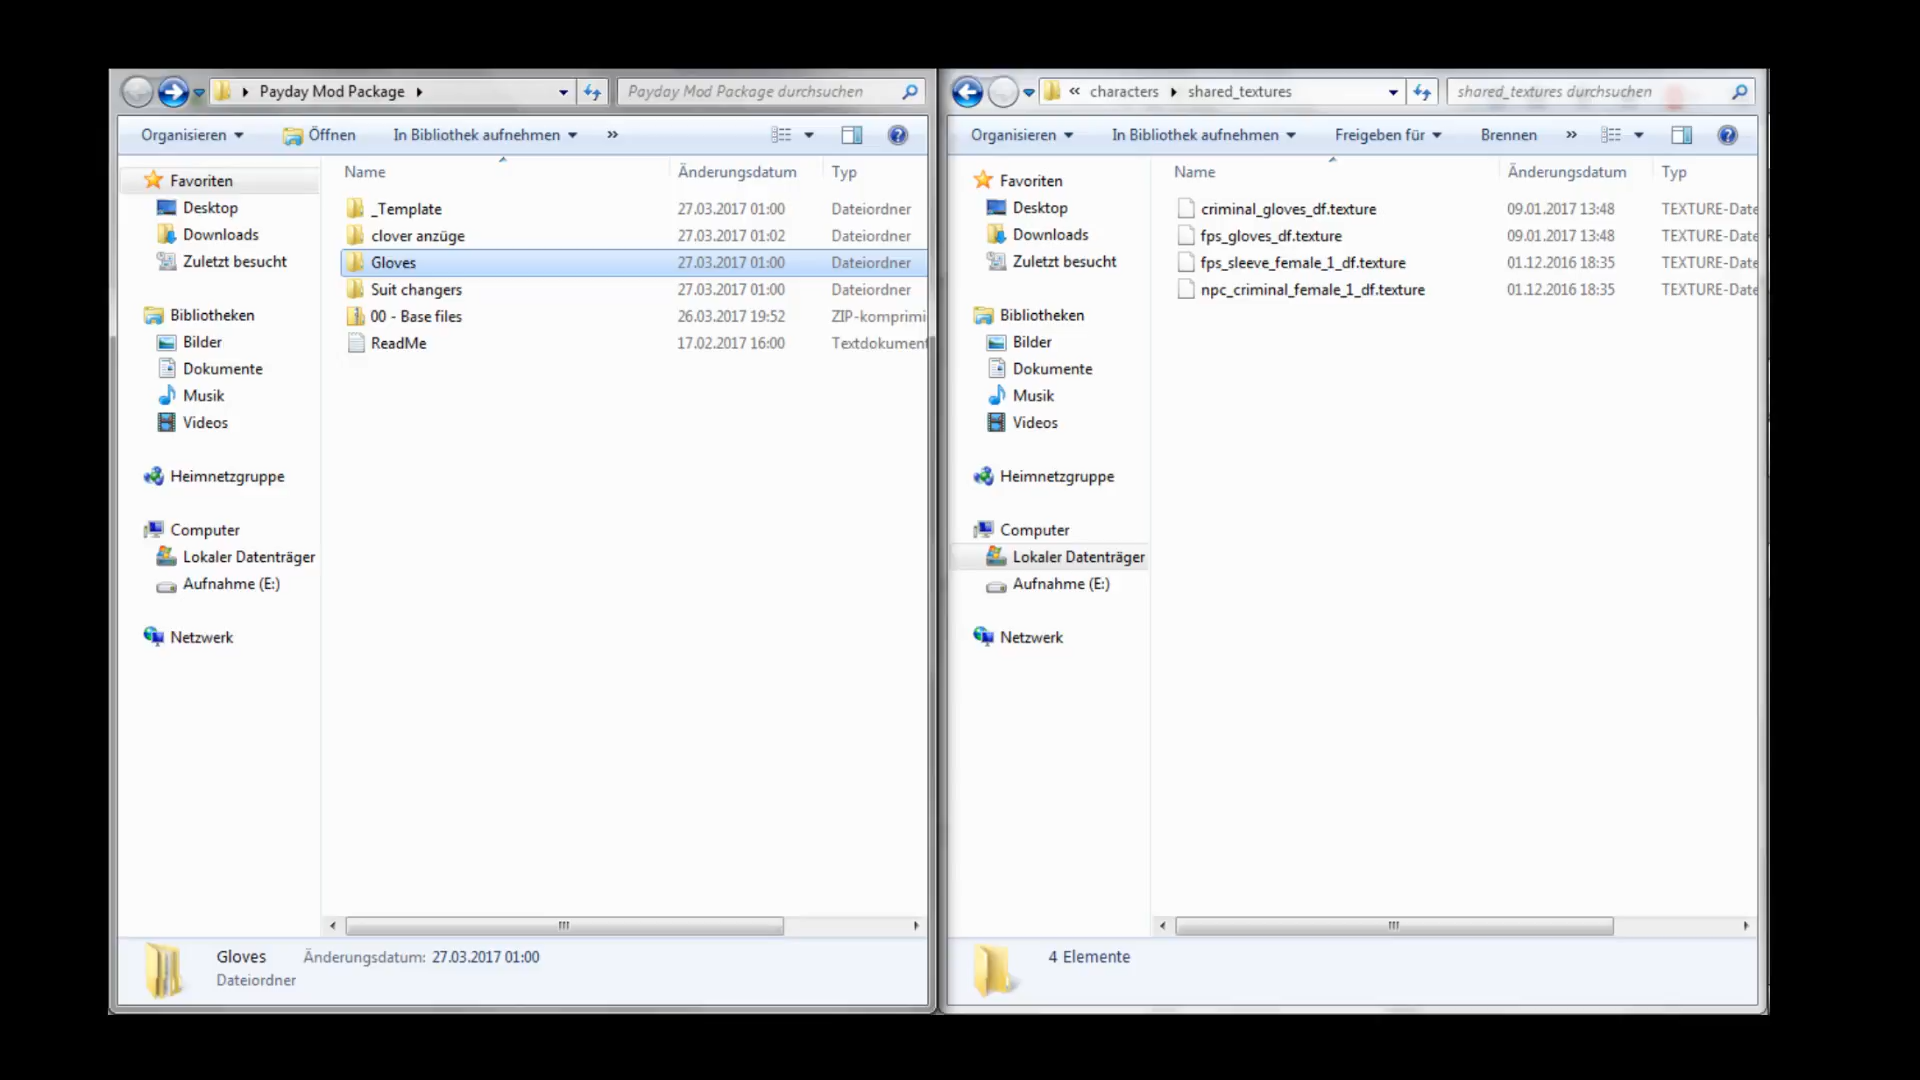 Payday Mod Package
Payday Mod Package durchsuchen
Organisieren
Öffnen
In Bibliothek aufnehmen
»
Favoriten
Desktop
Downloads
Zuletzt besucht
Bibliotheken
Bilder
Dokumente
Musik
Videos
Heimnetzgruppe
Computer
Lokaler Datenträger
Aufnahme (E:)
Netzwerk
Name Änderungsdatum Typ
_Template 27.03.2017 01:00 Dateiordner
clover anzüge 27.03.2017 01:02 Dateiordner
Gloves 27.03.2017 01:00 Dateiordner
Suit changers 27.03.2017 01:00 Dateiordner
00 - Base files 26.03.2017 19:52 ZIP-komprimi
ReadMe 17.02.2017 16:00 Textdokument
Gloves Änderungsdatum: 27.03.2017 01:00
Dateiordner
« characters shared_textures
shared_textures durchsuchen
Organisieren
In Bibliothek aufnehmen
Freigeben für
Brennen
»
Favoriten
Desktop
Downloads
Zuletzt besucht
Bibliotheken
Bilder
Dokumente
Musik
Videos
Heimnetzgruppe
Computer
Lokaler Datenträger
Aufnahme (E:)
Netzwerk
Name Änderungsdatum Typ
criminal_gloves_df.texture 09.01.2017 13:48 TEXTURE-Date
fps_gloves_df.texture 09.01.2017 13:48 TEXTURE-Date
fps_sleeve_female_1_df.texture 01.12.2016 18:35 TEXTURE-Date
npc_criminal_female_1_df.texture 01.12.2016 18:35 TEXTURE-Date
4 Elemente